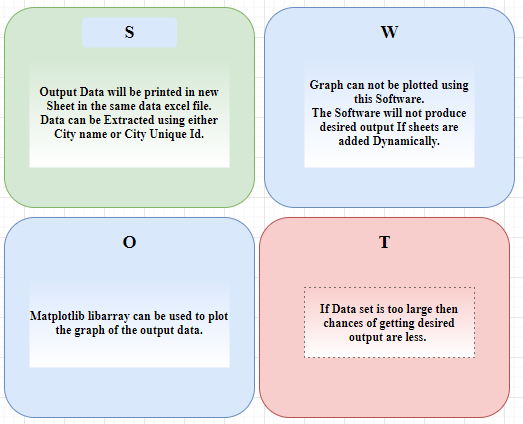 S
Output Data will be printed in new
Sheet in the same data excel file.
Data can be Extracted using either
City name or City Unique Id.
W
Graph can not be plotted using
this Software.
The Software will not produce
desired output If sheets are
added Dynamically.
O
Matplotlib libarray can be used to plot
the graph of the output data.
T
If Data set is too large then
chances of getting desired
output are less.